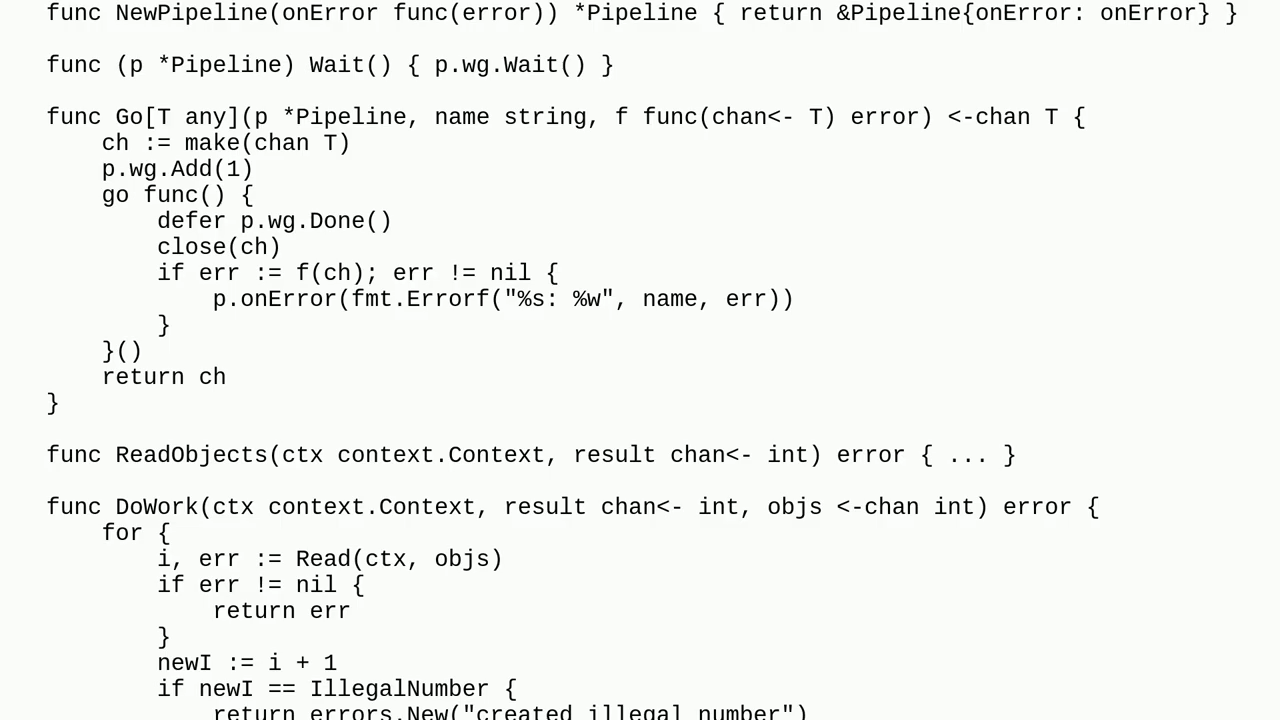 func NewPipeline(onError func(error)) *Pipeline { return &Pipeline{onError: onError} }
func (p *Pipeline) Wait() { p.wg.Wait() }
func Go[T any](p *Pipeline, name string, f func(chan<- T) error) <-chan T {
    ch := make(chan T)
    p.wg.Add(1)
    go func() {
        defer p.wg.Done()
        close(ch)
        if err := f(ch); err != nil {
            p.onError(fmt.Errorf("%s: %w", name, err))
        }
    }()
    return ch
}
func ReadObjects(ctx context.Context, result chan<- int) error { ... }
func DoWork(ctx context.Context, result chan<- int, objs <-chan int) error {
    for {
        i, err := Read(ctx, objs)
        if err != nil {
            return err
        }
        newI := i + 1
        if newI == IllegalNumber {
            return errors.New("created illegal number")